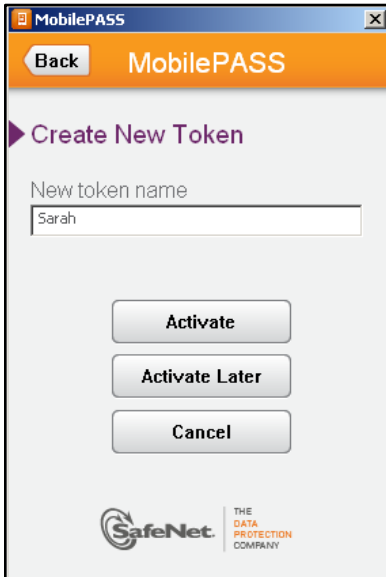 MobilePASS
Back
MobilePASS
Create New Token
New token name
Sarah
Activate
Activate Later
Cancel
SafeNet.
THE
DATA
PROTECTION
COMPANY